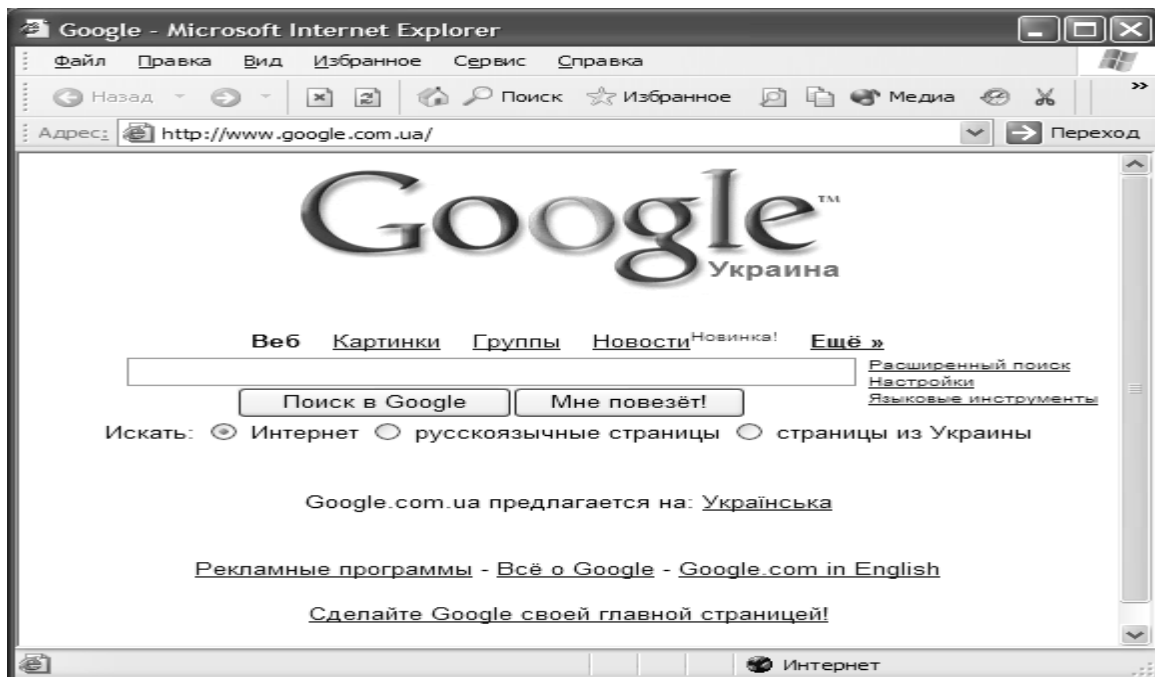 Google - Microsoft Internet Explorer
Файл Правка Вид Избранное Сервис Справка
Назад Поиск Избранное Медиа »
Адрес: http://www.google.com.ua/ Переход
Google™
Украина
Веб Картинки Группы Новости Новинка! Ещё »
Расширенный поиск
Настройки
Языковые инструменты
Поиск в Google Мне повезёт!
Искать: Интернет русскоязычные страницы страницы из Украины
Google.com.ua предлагается на: Українська
Рекламные программы - Всё о Google - Google.com in English
Сделайте Google своей главной страницей!
Интернет